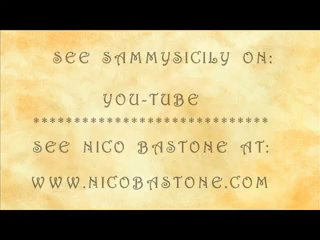 SEE SAMMYSICILY ON:
YOU-TUBE
*****************************
SEE NICO BASTONE AT:
WWW.NICOBASTONE.COM